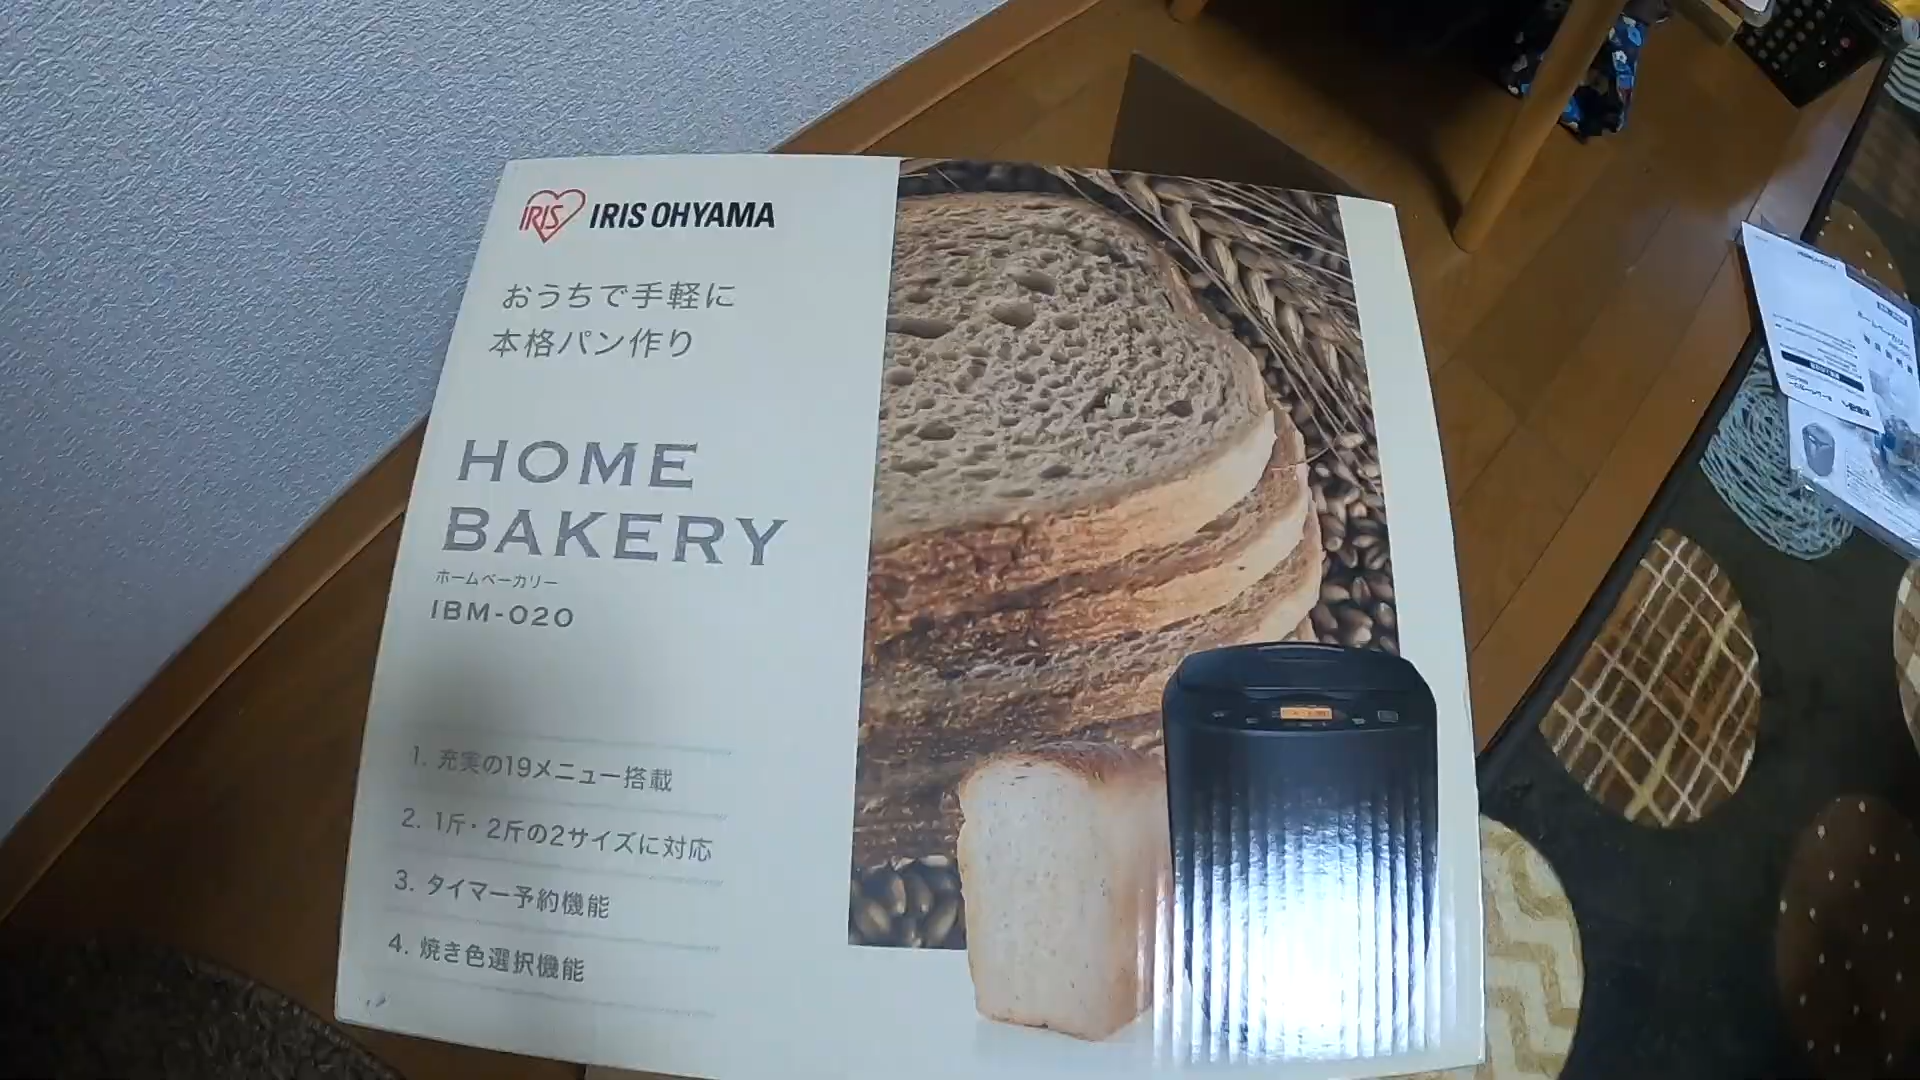 IRIS IRIS OHYAMA
おうちで手軽に
本格パン作り
HOME
BAKERY
ホームベーカリー
IBM-020
1. 充実の19メニュー搭載
2. 1斤・2斤の2サイズに対応
3. タイマー予約機能
4. 焼き色選択機能